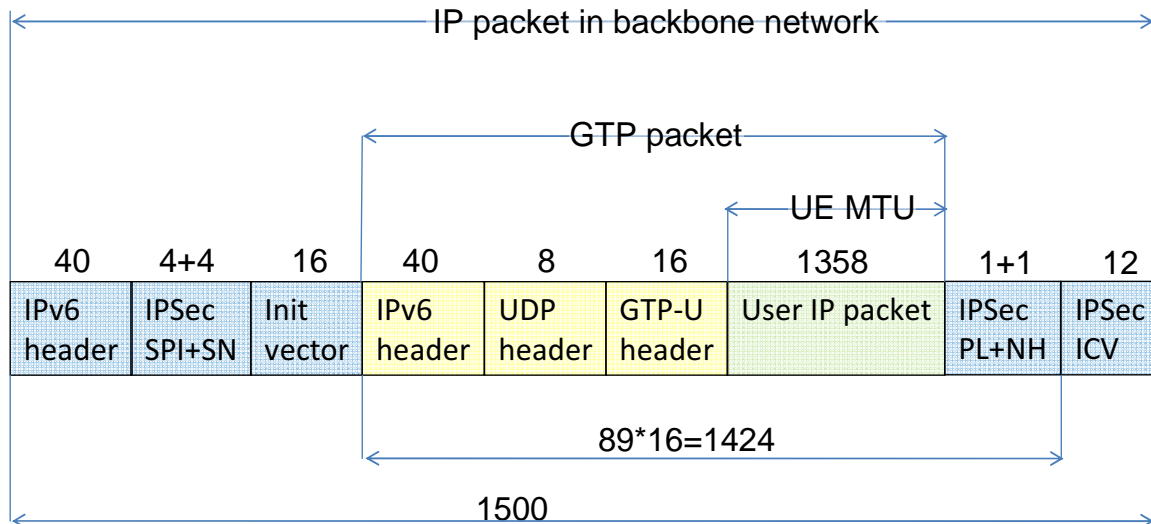 IP packet in backbone network
GTP packet
UE MTU
40 4+4 16 40 8 16 1358 1+1 12
IPv6 IPSec Init IPv6 UDP GTP-U User IP packet IPSec IPSec
header SPI+SN vector header header header PL+NH ICV
89*16=1424
1500